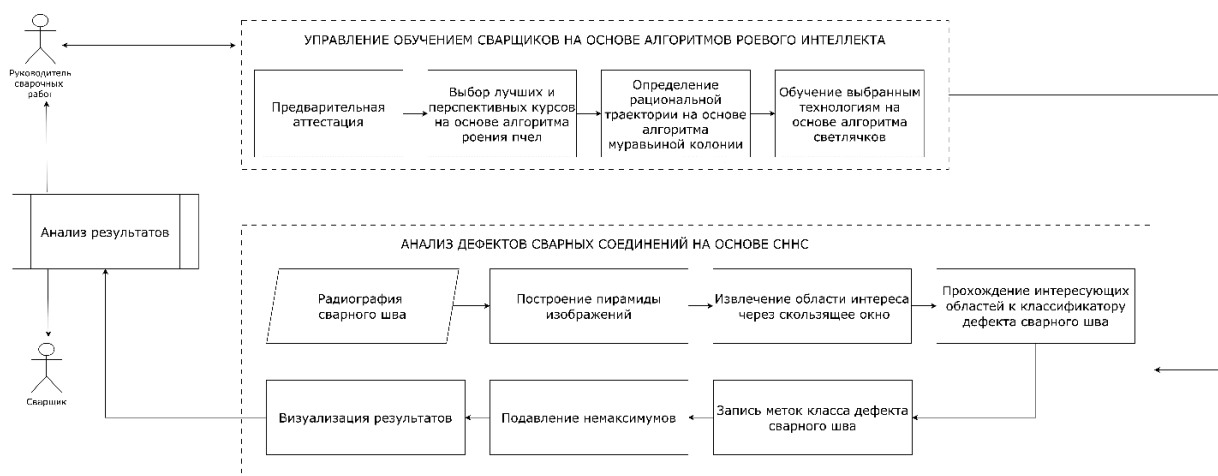 Руководитель
сварочных
работ
УПРАВЛЕНИЕ ОБУЧЕНИЕМ СВАРЩИКОВ НА ОСНОВЕ АЛГОРИТМОВ РОЕВОГО ИНТЕЛЛЕКТА
Предварительная
аттестация
Выбор лучших и
перспективных курсов
на основе алгоритма
роения пчел
Определение
рациональной
траектории на основе
алгоритма
муравьиной колонии
Обучение выбранным
технологиям на
основе алгоритма
светлячков
Анализ результатов
АНАЛИЗ ДЕФЕКТОВ СВАРНЫХ СОЕДИНЕНИЙ НА ОСНОВЕ СННС
Радиография
сварного шва
Построение пирамиды
изображений
Извлечение области интереса
через скользящее окно
Прохождение интересующих
областей к классификатору
дефекта сварного шва
Сварщик
Визуализация результатов
Подавление немаксимумов
Запись меток класса дефекта
сварного шва